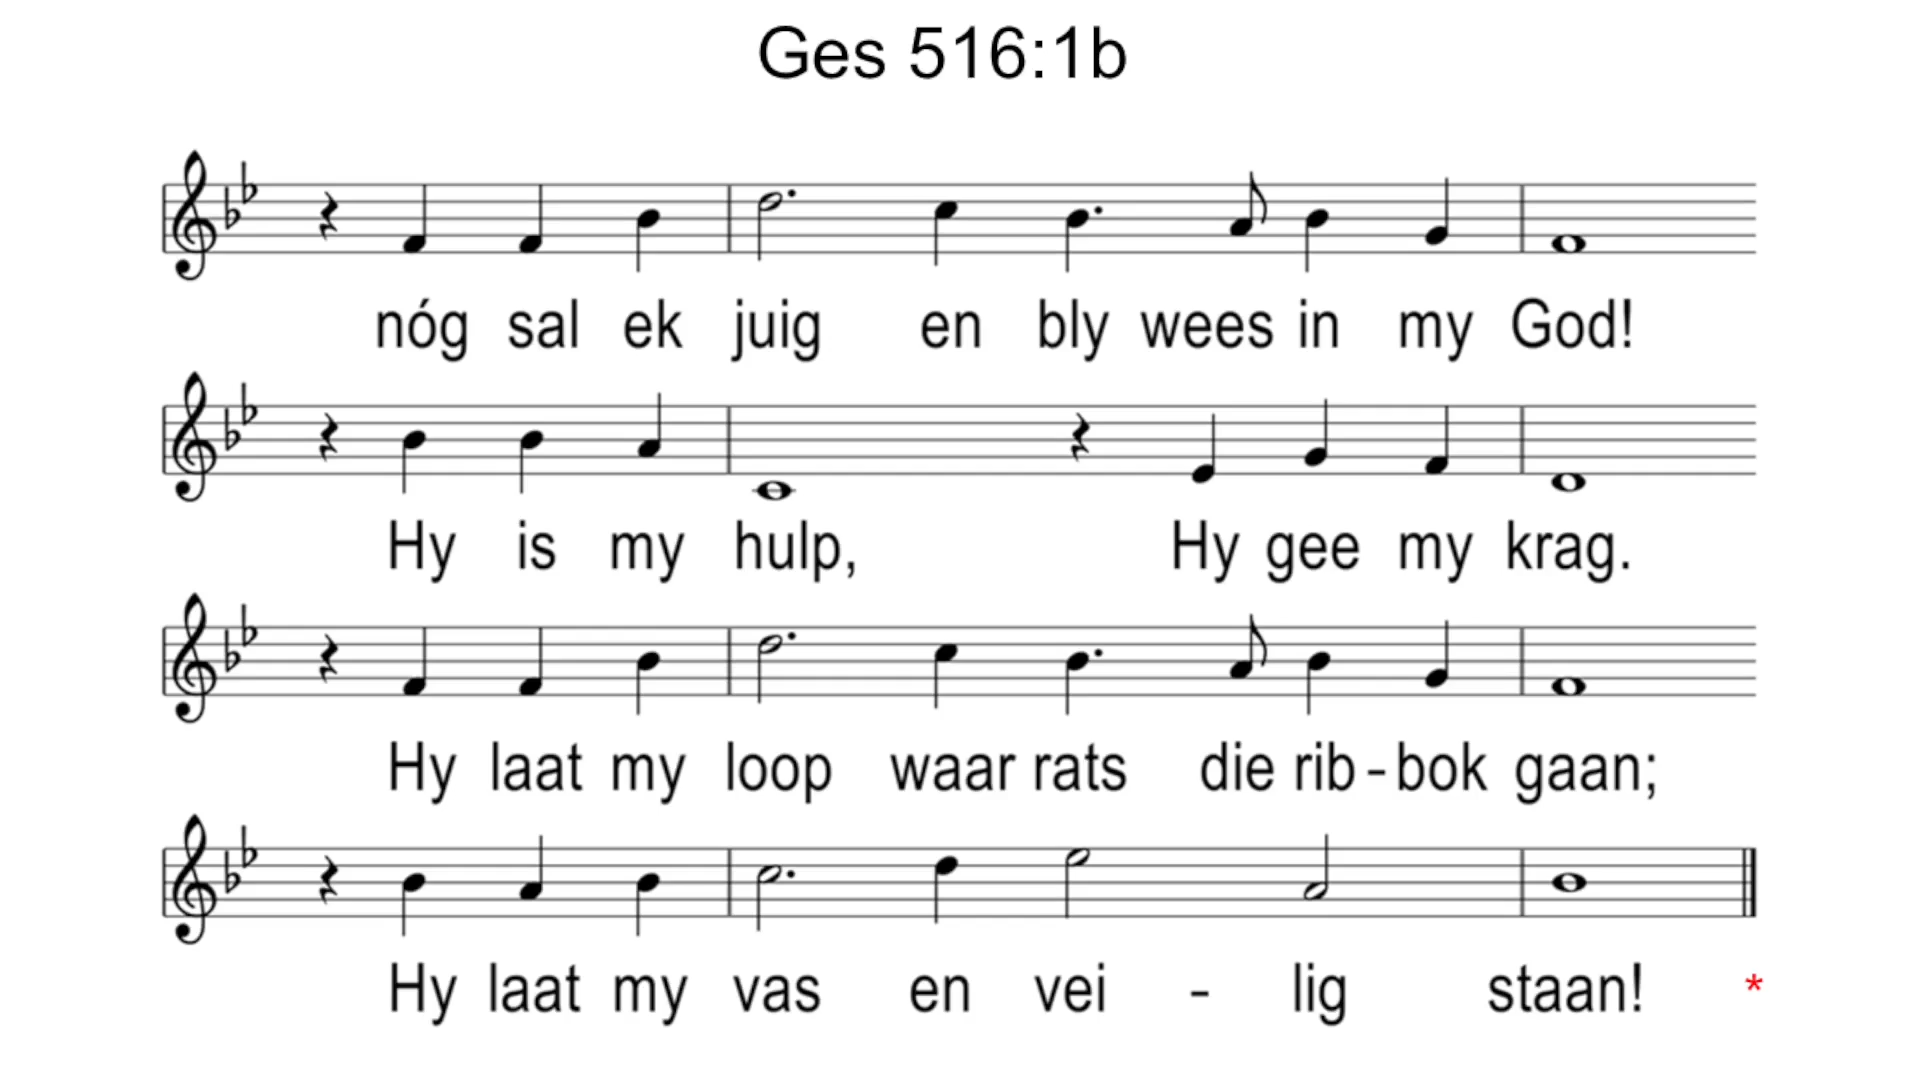 Ges 516:1b
nóg sal ek juig en bly wees in my God!
Hy is my hulp, Hy gee my krag.
Hy laat my loop waar rats die rib-bok gaan;
Hy laat my vas en vei - lig staan! *